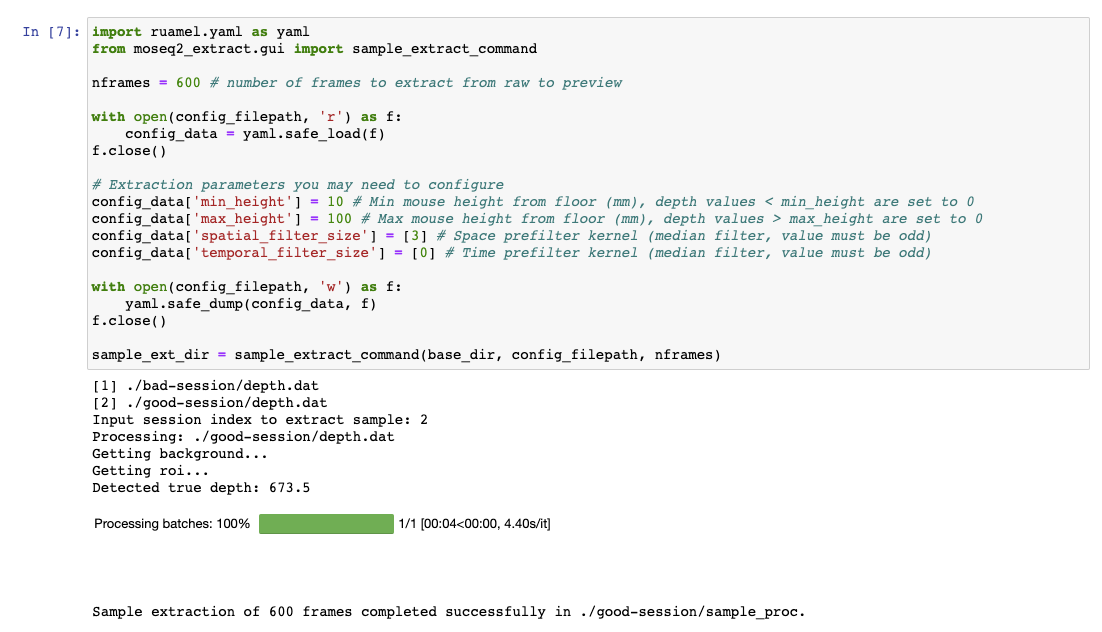 In [7]: import ruamel.yaml as yaml
from moseq2_extract.gui import sample_extract_command

nframes = 600 # number of frames to extract from raw to preview

with open(config_filepath, 'r') as f:
    config_data = yaml.safe_load(f)
f.close()

# Extraction parameters you may need to configure
config_data['min_height'] = 10 # Min mouse height from floor (mm), depth values < min_height are set to 0
config_data['max_height'] = 100 # Max mouse height from floor (mm), depth values > max_height are set to 0
config_data['spatial_filter_size'] = [3] # Space prefilter kernel (median filter, value must be odd)
config_data['temporal_filter_size'] = [0] # Time prefilter kernel (median filter, value must be odd)

with open(config_filepath, 'w') as f:
    yaml.safe_dump(config_data, f)
f.close()

sample_ext_dir = sample_extract_command(base_dir, config_filepath, nframes)
[1] ./bad-session/depth.dat
[2] ./good-session/depth.dat
Input session index to extract sample: 2
Processing: ./good-session/depth.dat
Getting background...
Getting roi...
Detected true depth: 673.5
Processing batches: 100% 1/1 [00:04<00:00, 4.40s/it]
Sample extraction of 600 frames completed successfully in ./good-session/sample_proc.